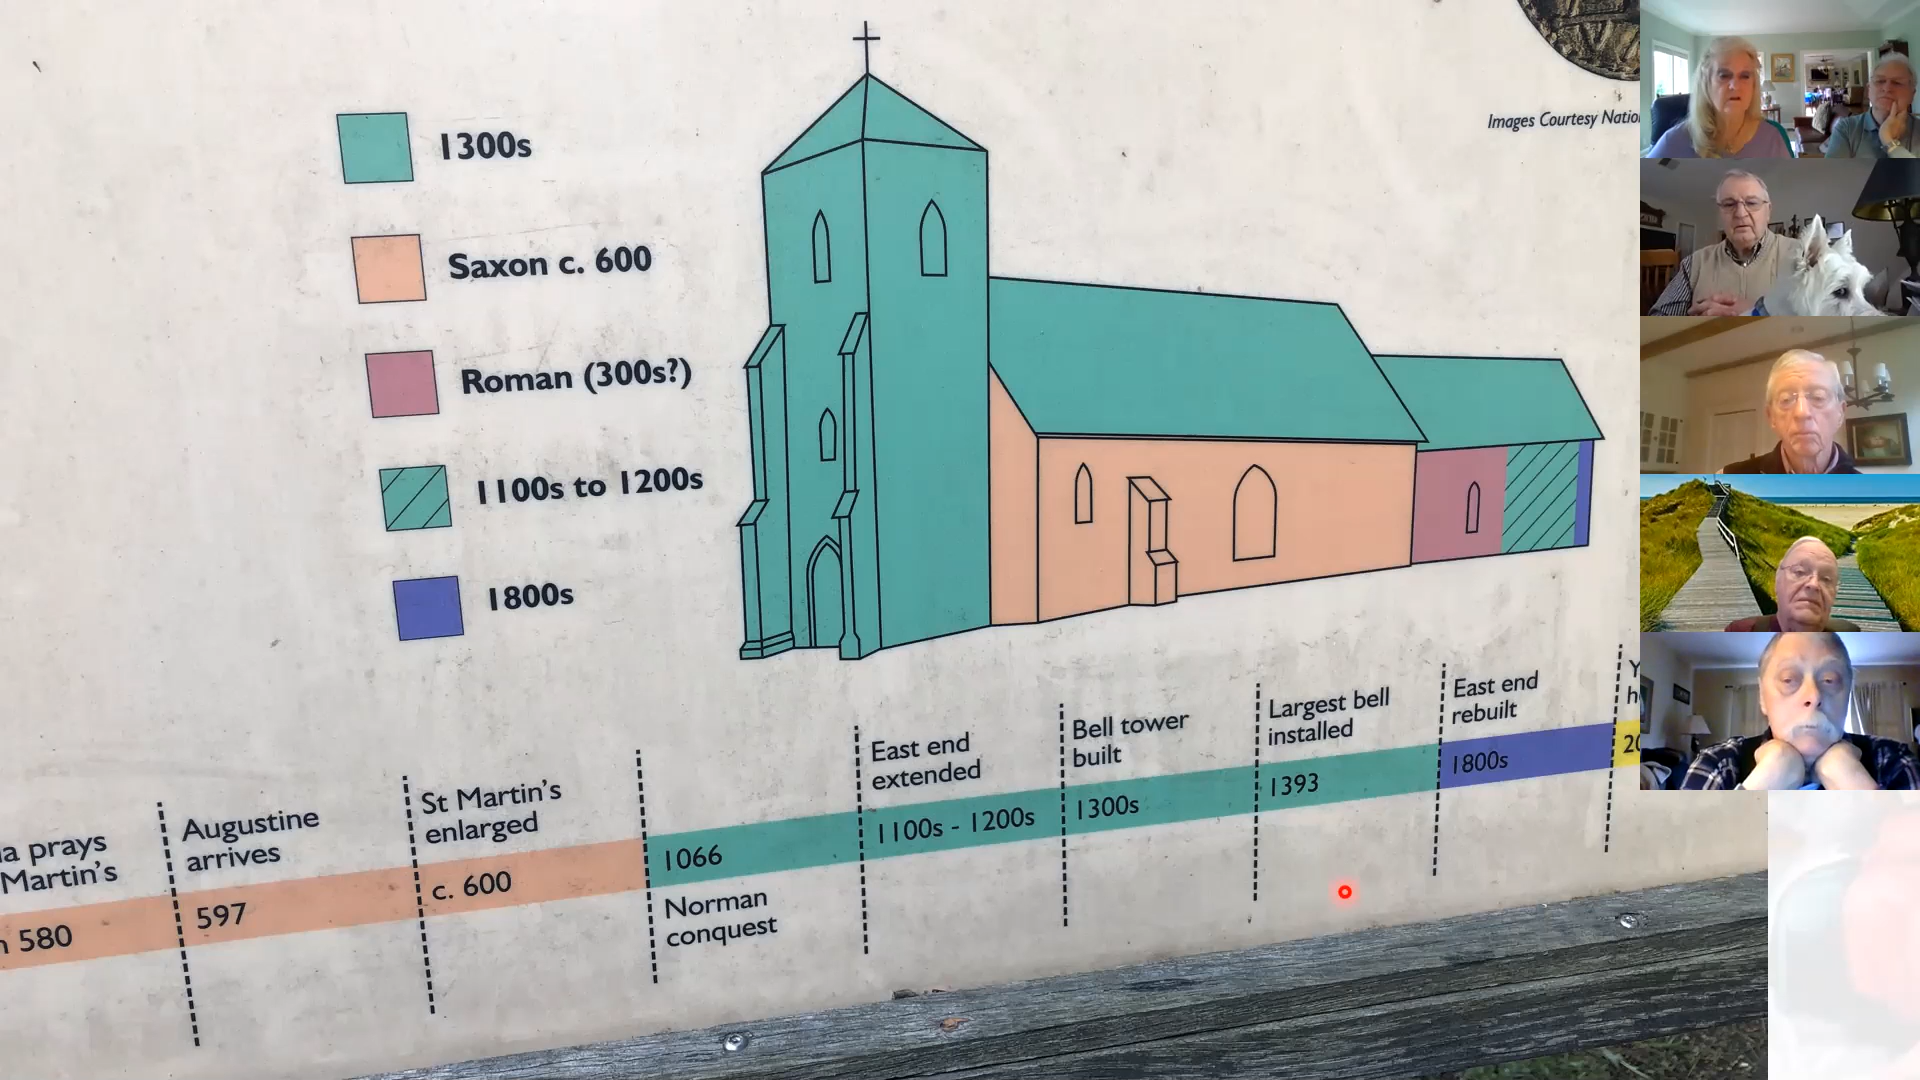 Images Courtesy Natio
1300s
Saxon c. 600
Roman (300s?)
1100s to 1200s
1800s
a prays
Martin's
580
Augustine
arrives
597
St Martin's
enlarged
c. 600
1066
Norman
conquest
East end
extended
1100s - 1200s
Bell tower
built
1300s
Largest bell
installed
1393
East end
rebuilt
1800s
Y
h
20